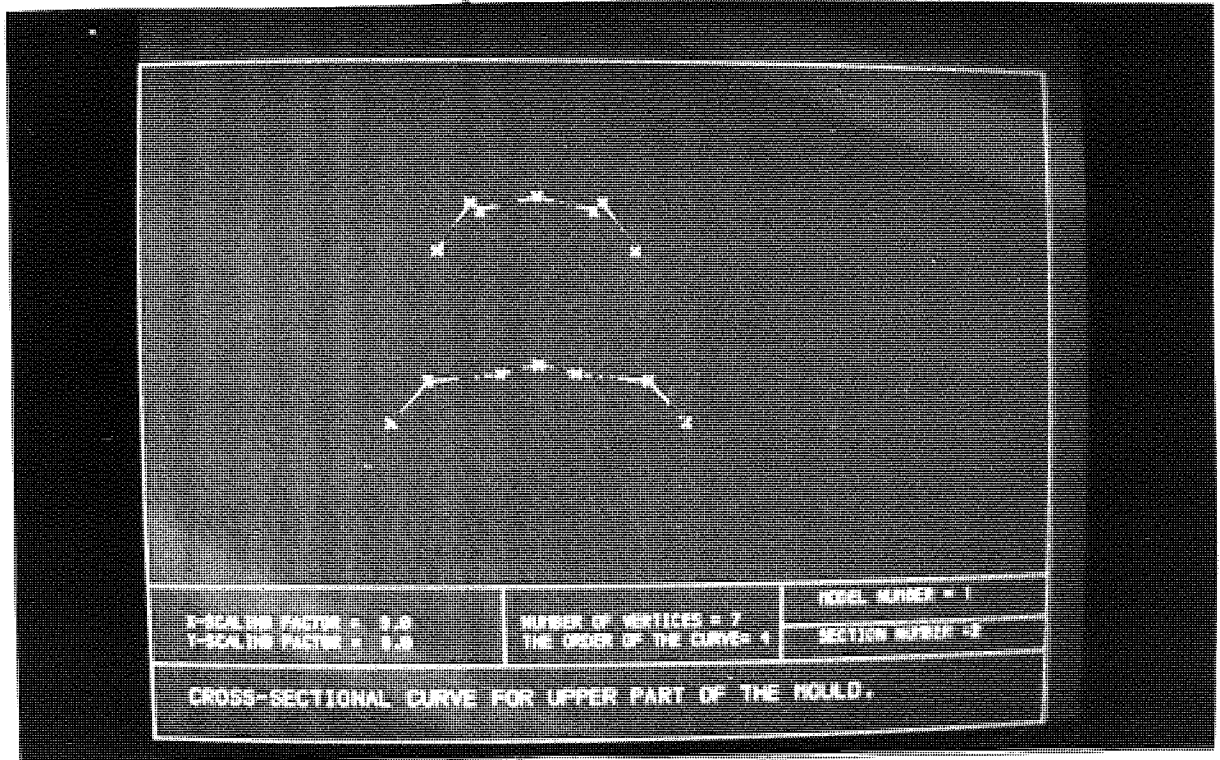 X-SCALING FACTOR =
Y-SCALING FACTOR =
NUMBER OF VERTICES = 7
THE ORDER OF THE CURVE= 4
MODEL NUMBER = 1
SECTION NUMBER =
CROSS-SECTIONAL CURVE FOR UPPER PART OF THE MOULD.